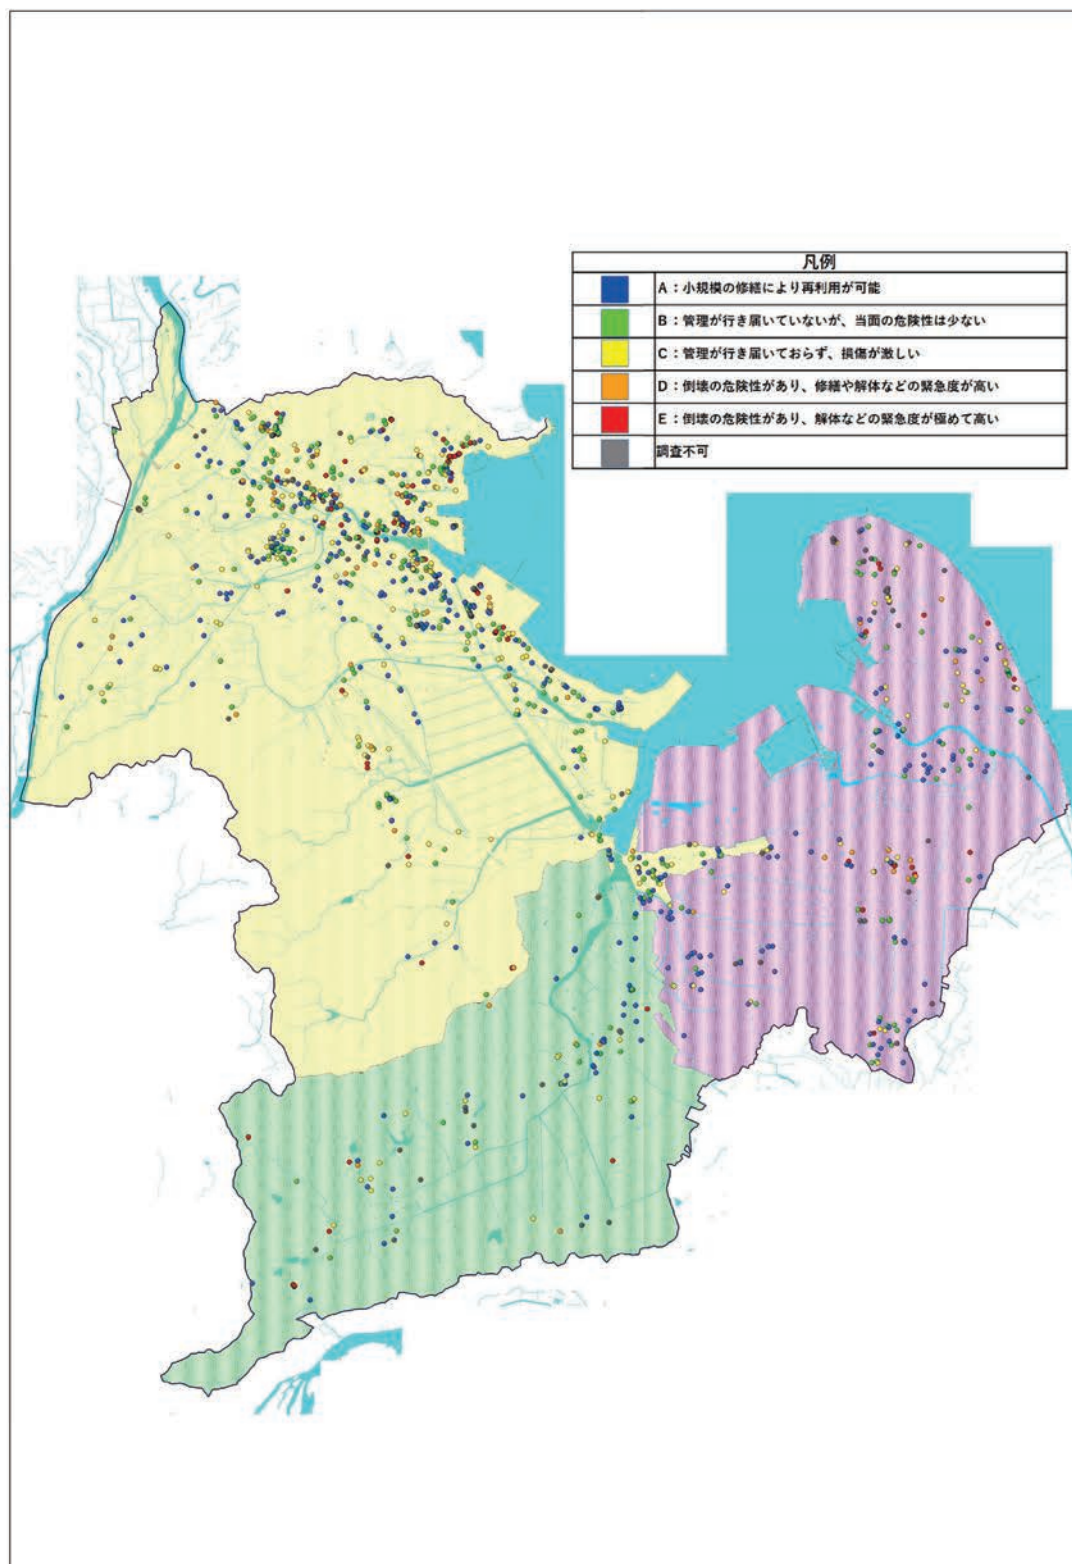 凡例
A：小規模の修繕により再利用が可能
B：管理が行き届いていないが、当面の危険性は少ない
C：管理が行き届いておらず、損傷が激しい
D：倒壊の危険性があり、修繕や解体などの緊急度が高い
E：倒壊の危険性があり、解体などの緊急度が極めて高い
調査不可